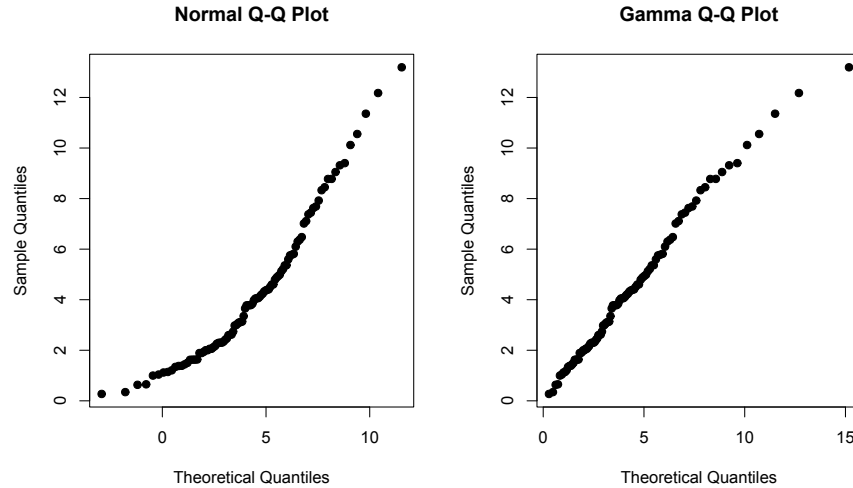 Normal Q-Q Plot
Sample Quantiles
12
10
8
6
4
2
0
0 5 10
Theoretical Quantiles
Gamma Q-Q Plot
Sample Quantiles
12
10
8
6
4
2
0
0 5 10 15
Theoretical Quantiles